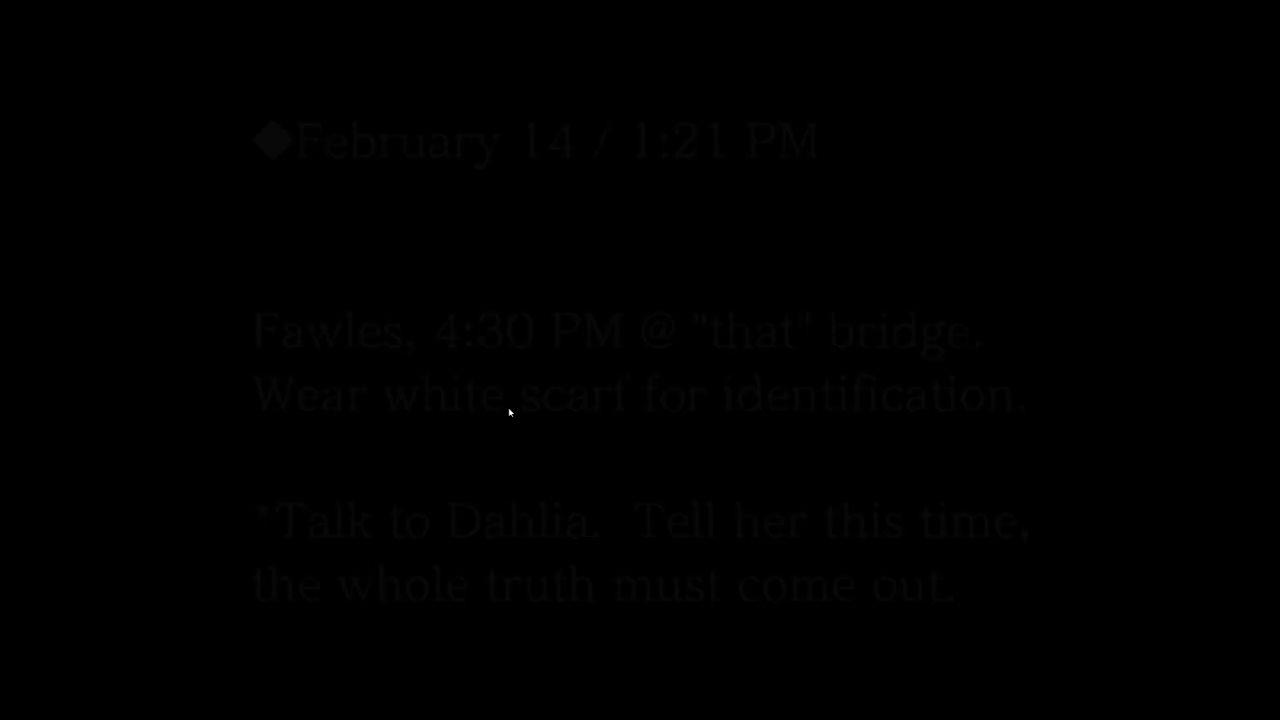 ◆February 14 / 1:21 PM
Fawles, 4:30 PM @ "that" bridge.
Wear white scarf for identification.
*Talk to Dahlia. Tell her this time,
the whole truth must come out.